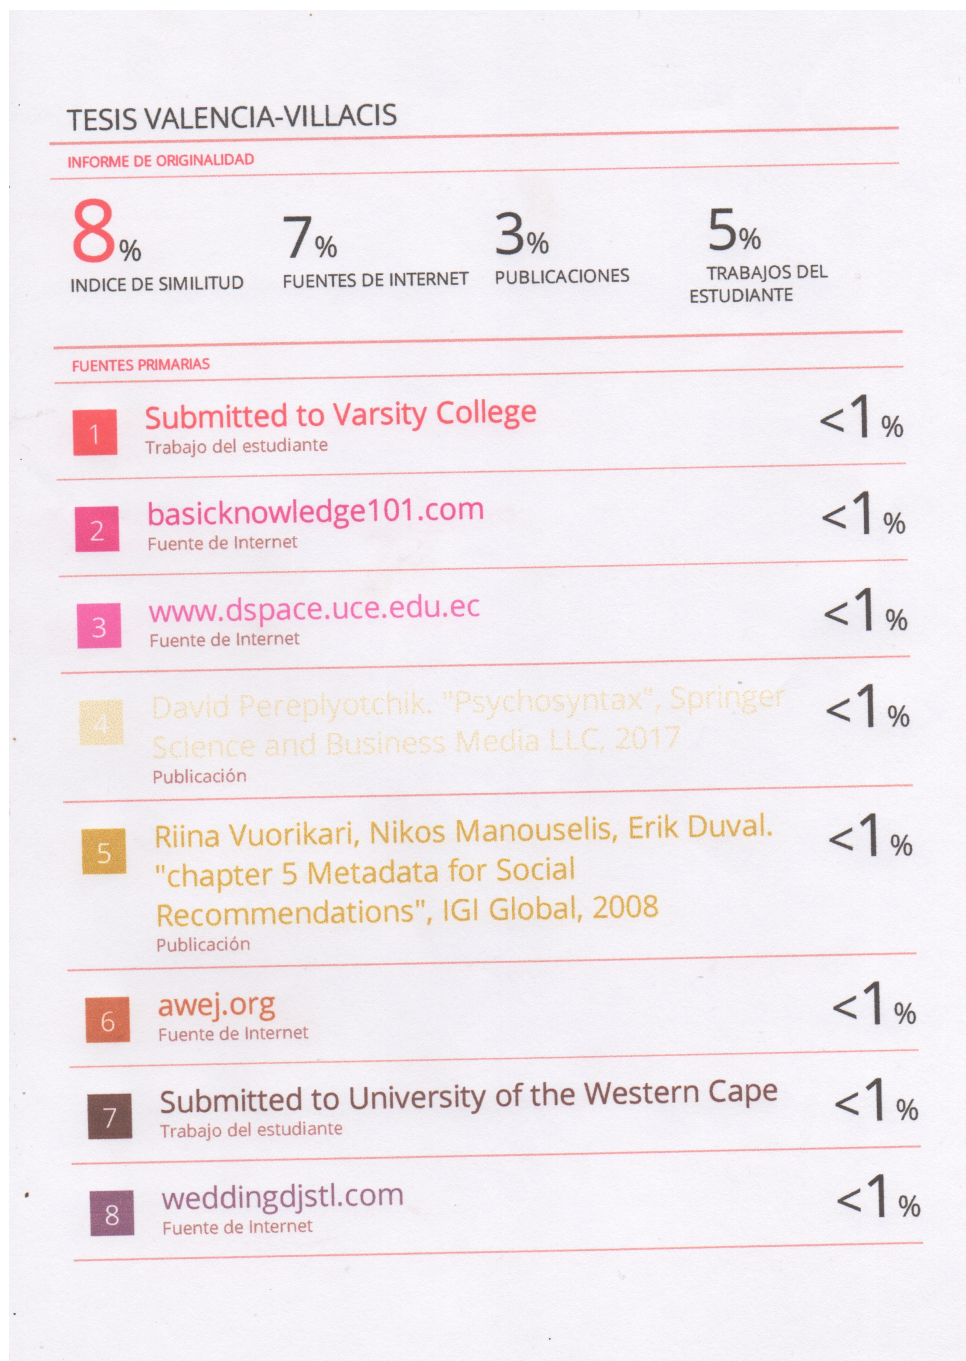 TESIS VALENCIA-VILLACIS
INFORME DE ORIGINALIDAD
8% 7% 3% 5%
INDICE DE SIMILITUD FUENTES DE INTERNET PUBLICACIONES TRABAJOS DEL
ESTUDIANTE
FUENTES PRIMARIAS
1 Submitted to Varsity College <1%
Trabajo del estudiante
2 basicknowledge101.com <1%
Fuente de Internet
3 www.dspace.uce.edu.ec <1%
Fuente de Internet
4 David Pereplyotchik. "Psychosyntax", Springer <1%
Science and Business Media LLC, 2017
Publicación
5 Riina Vuorikari, Nikos Manouselis, Erik Duval. <1%
"chapter 5 Metadata for Social
Recommendations", IGI Global, 2008
Publicación
6 awej.org <1%
Fuente de Internet
7 Submitted to University of the Western Cape <1%
Trabajo del estudiante
8 weddingdjstl.com <1%
Fuente de Internet